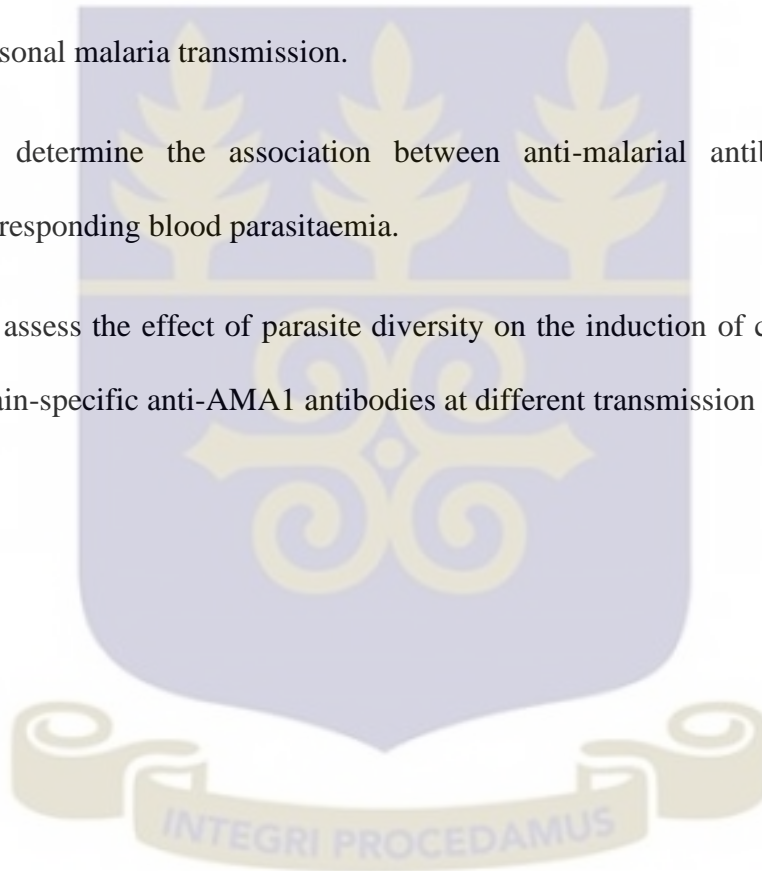 sonal malaria transmission.
determine the association between anti-malarial
responding blood parasitaemia.
assess the effect of parasite diversity on the induction of
ain-specific anti-AMA1 antibodies at different transmission
INTEGRI PROCEDAMUS